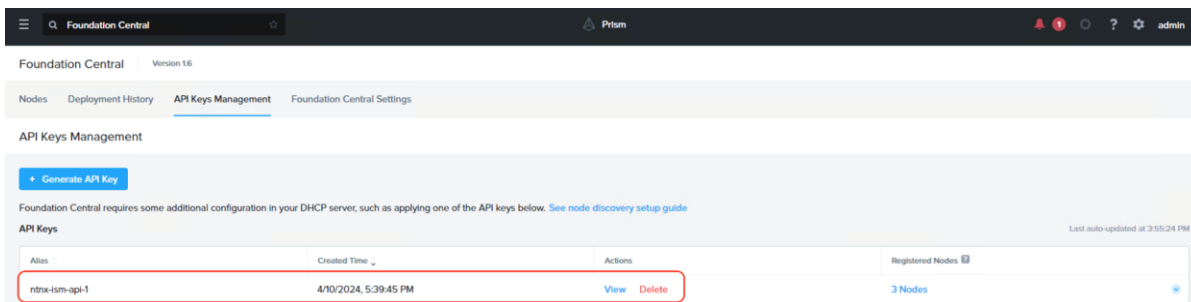 Foundation Central Prism 1 ? admin
Foundation Central Version 1.6
Nodes Deployment History API Keys Management Foundation Central Settings
API Keys Management
+ Generate API Key
Foundation Central requires some additional configuration in your DHCP server, such as applying one of the API keys below. See node discovery setup guide
API Keys Last auto-updated at 3:55:24 PM
Alias Created Time Actions Registered Nodes ?
ntnx-ism-api-1 4/10/2024, 5:39:45 PM View Delete 3 Nodes